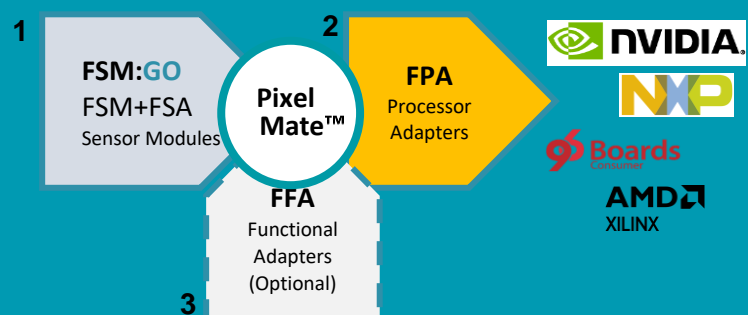 1
FSM:GO
FSM+FSA
Sensor Modules
Pixel
Mate™
2
FPA
Processor
Adapters
NVIDIA.
NXP
96Boards
Consumer
AMD
XILINX
FFA
Functional
Adapters
(Optional)
3